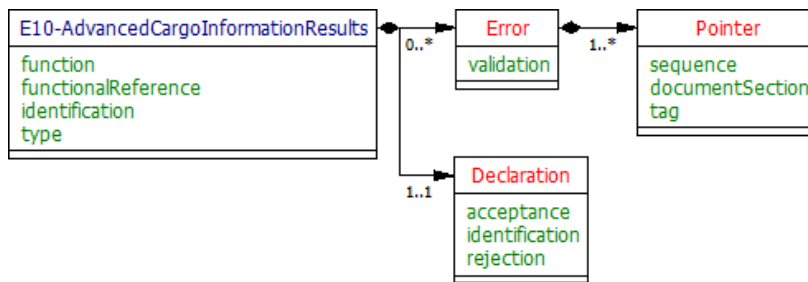 E10-AdvancedCargoInformationResults
function
functionalReference
identification
type
0..*
Error
validation
1..*
Pointer
sequence
documentSection
tag
1..1
Declaration
acceptance
identification
rejection